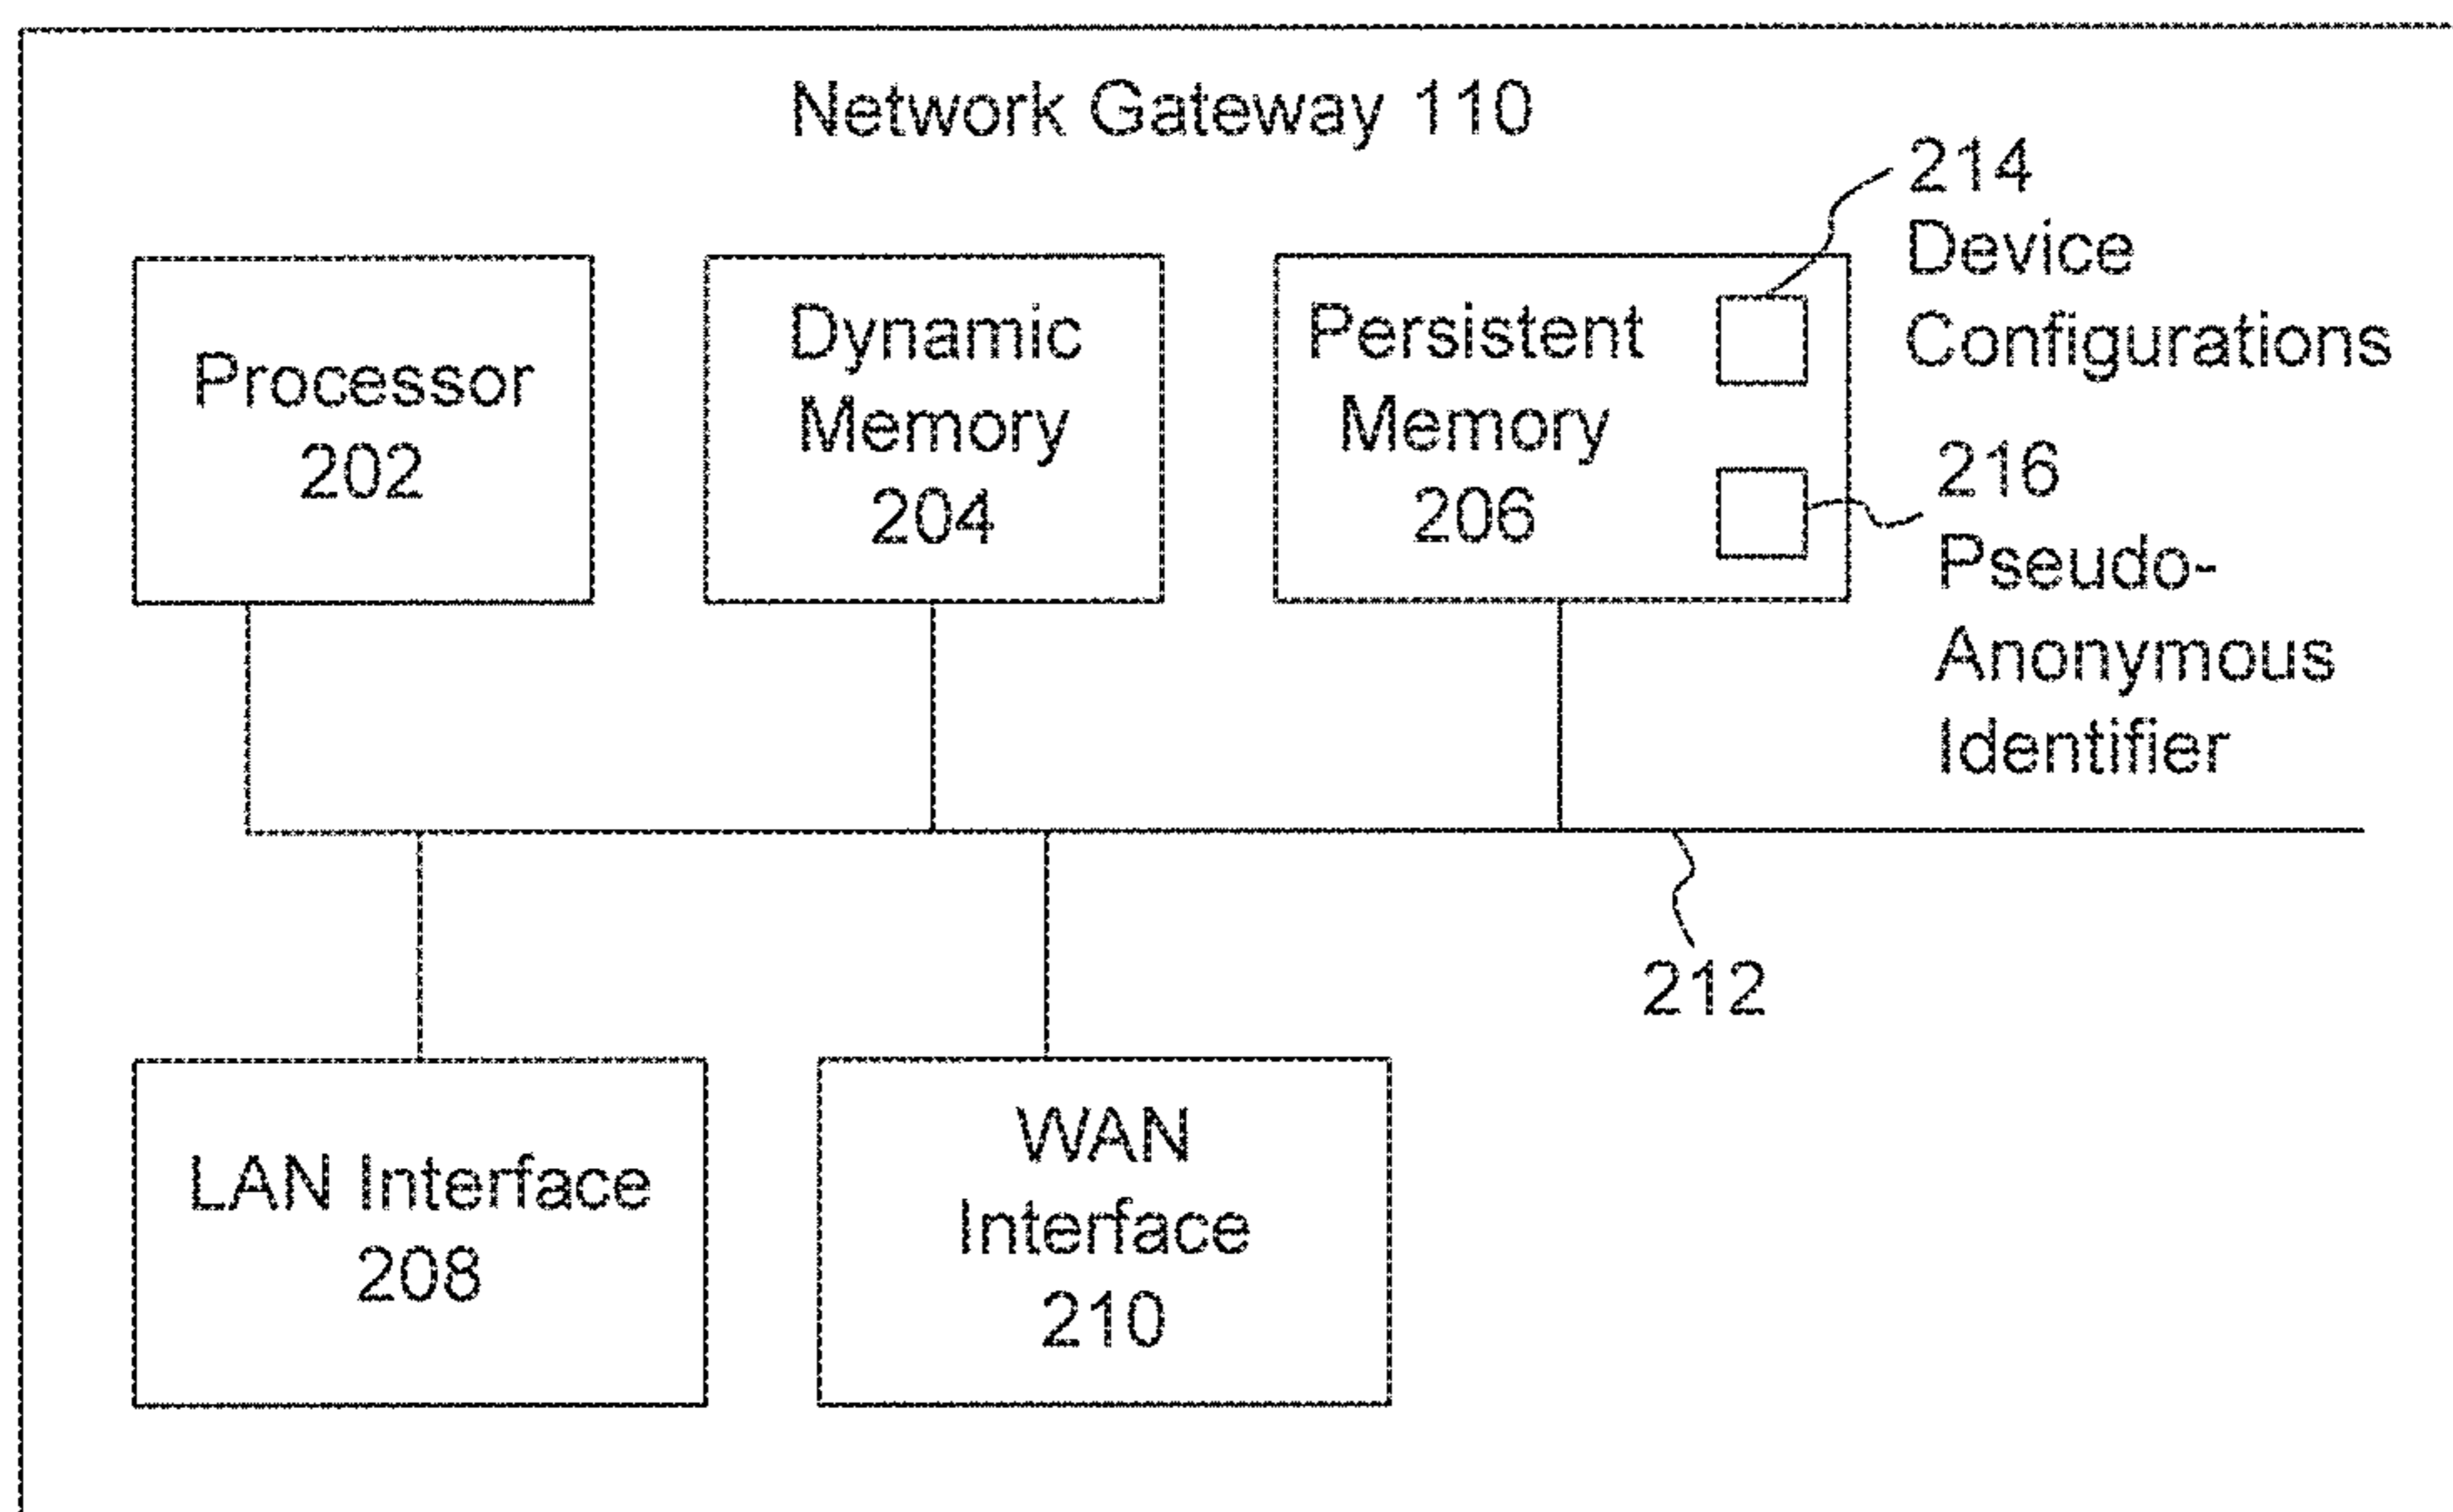 Network Gateway 110
Processor
202
Dynamic
Memory
204
Persistent
Memory
206
214
Device
Configurations
216
Pseudo-
Anonymous
Identifier
212
LAN Interface
208
WAN
Interface
210